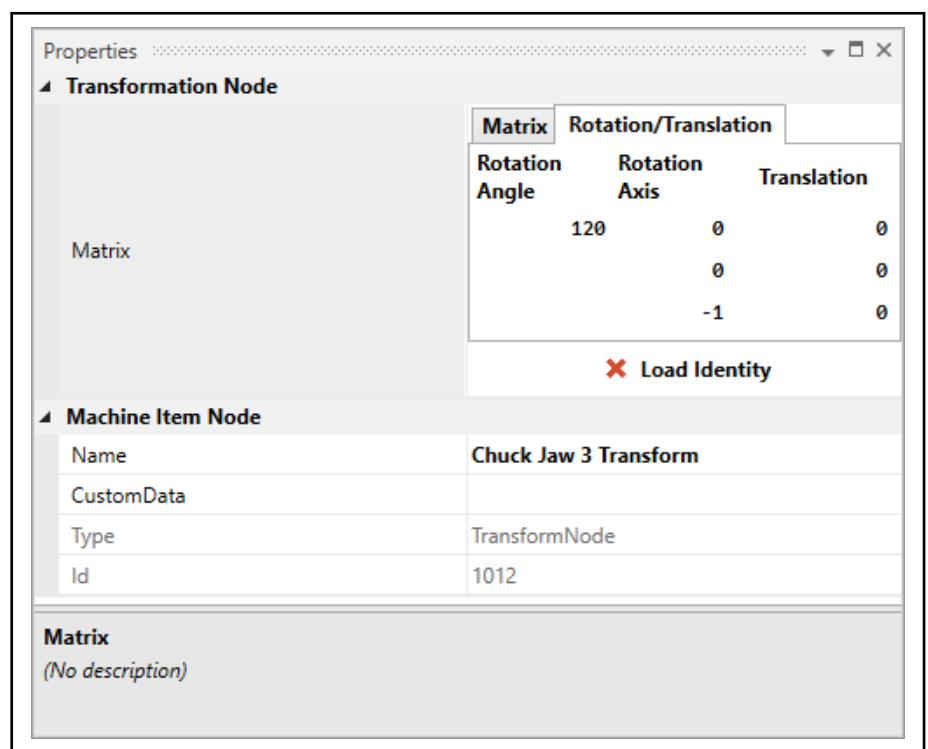 Properties
Transformation Node
Matrix
Matrix Rotation/Translation
Rotation Angle Rotation Axis Translation
120 0 0
0 0
-1 0
Load Identity
Machine Item Node
Name Chuck Jaw 3 Transform
CustomData
Type TransformNode
Id 1012
Matrix
(No description)